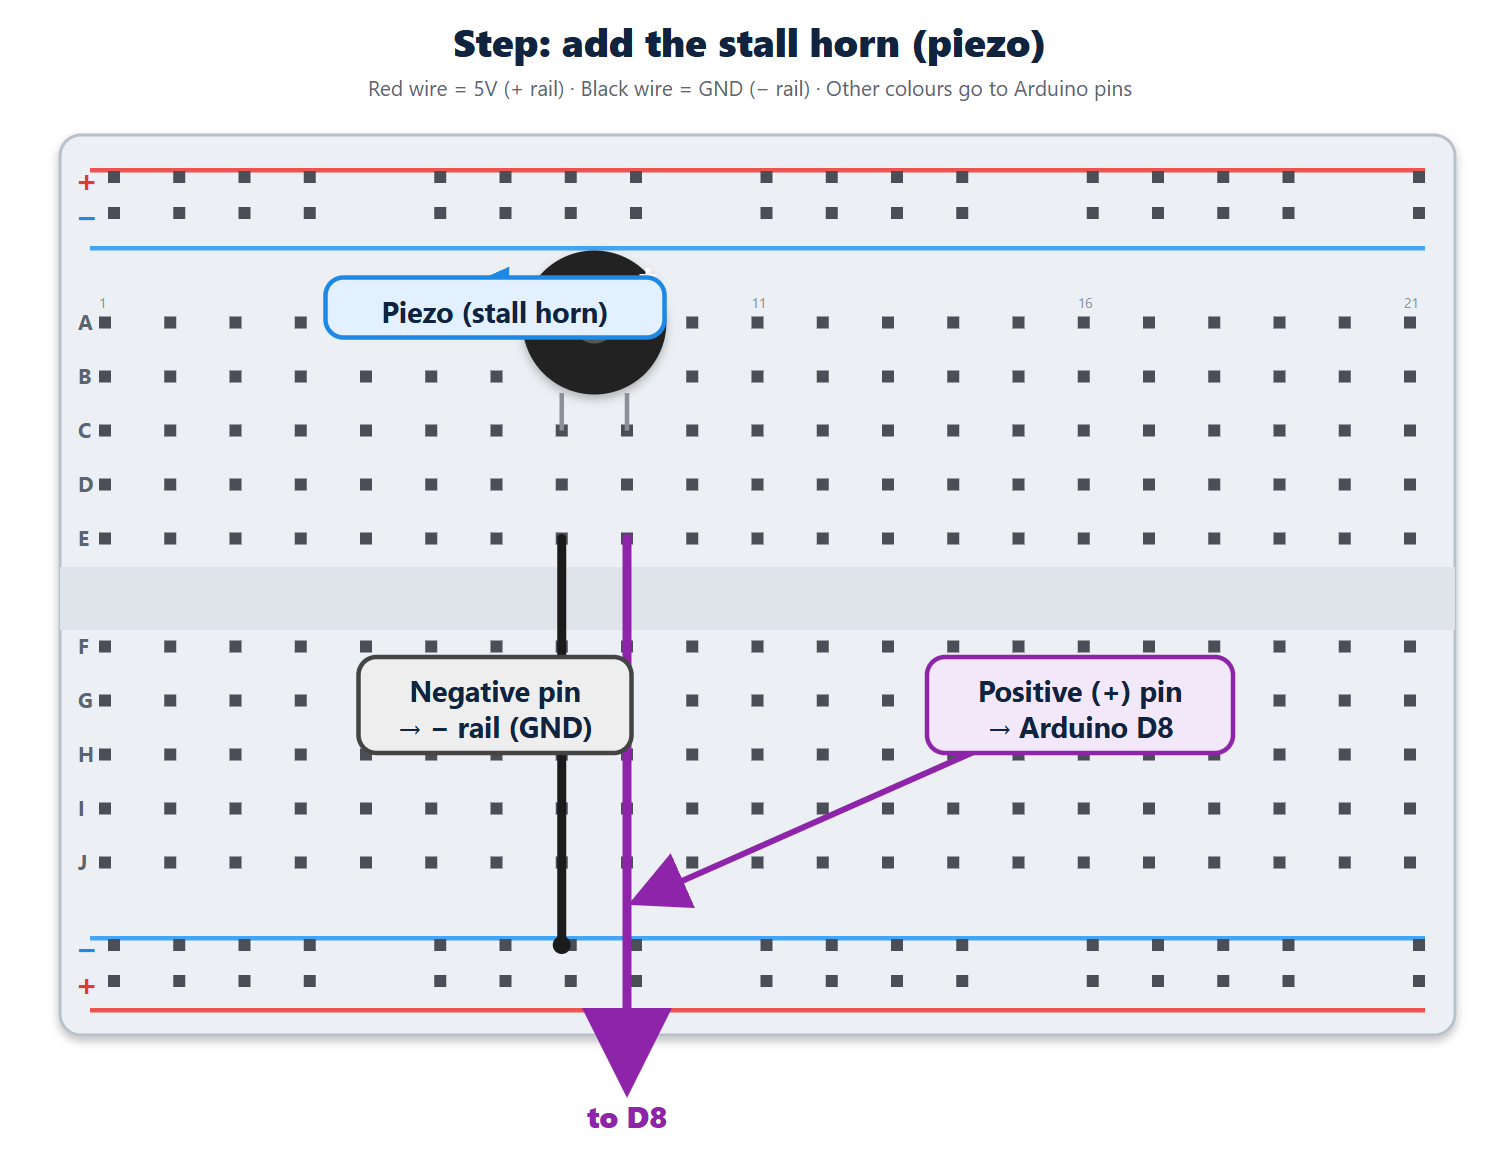 Step: add the stall horn (piezo)
Red wire = 5V (+ rail) · Black wire = GND (− rail) · Other colours go to Arduino pins
+
−
Piezo (stall horn)
1
11
16
21
A
B
C
D
E
F
G
H
I
J
Negative pin
→ − rail (GND)
Positive (+) pin
→ Arduino D8
−
+
to D8